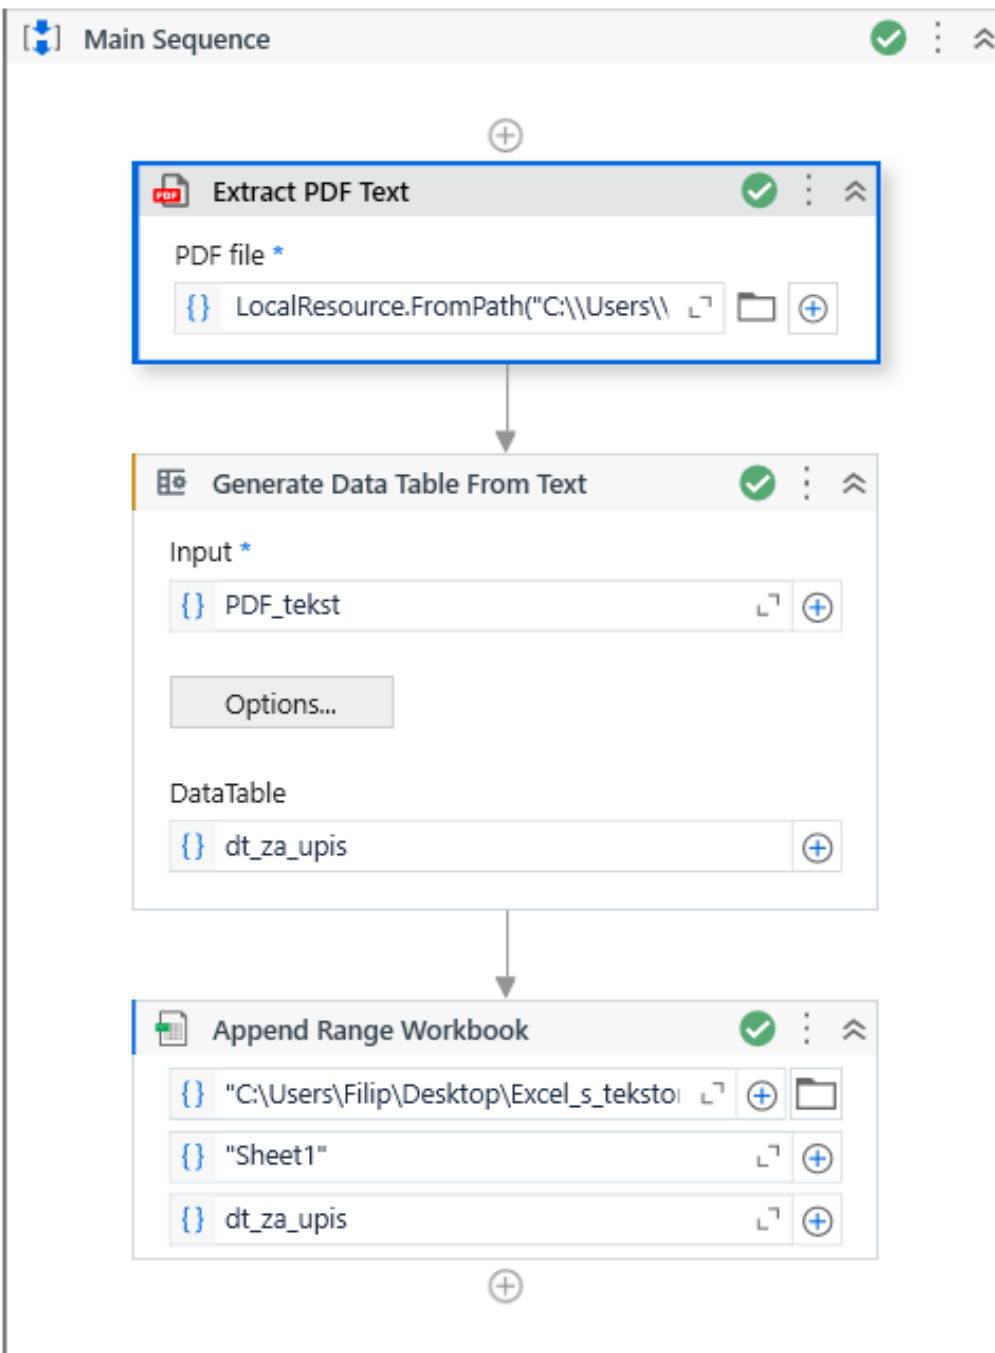 Main Sequence
Extract PDF Text
PDF file *
{} LocalResource.FromPath("C:\\Users\\
Generate Data Table From Text
Input *
{} PDF_tekst
Options...
DataTable
{} dt_za_upis
Append Range Workbook
{} "C:\Users\Filip\Desktop\Excel_s_teksto
{} "Sheet1"
{} dt_za_upis